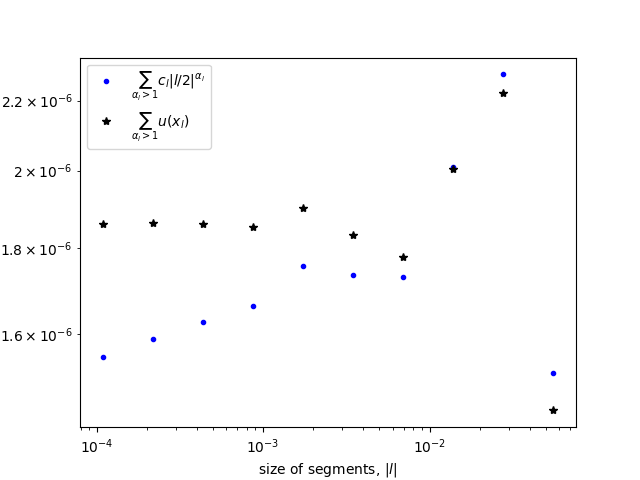 ∑_{α_l>1} c_l|l/2|^{α_l}
∑_{α_l>1} u(x_l)
2.2 × 10⁻⁶
2 × 10⁻⁶
1.8 × 10⁻⁶
1.6 × 10⁻⁶
10⁻⁴ 10⁻³ 10⁻²
size of segments, |l|